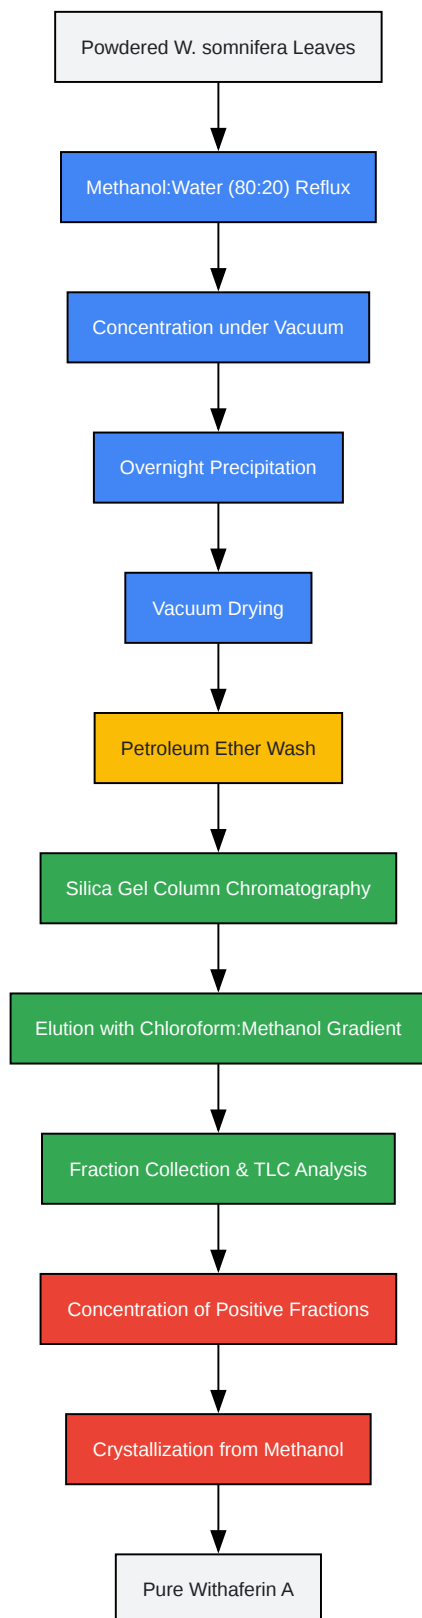 Powdered W. somnifera Leaves
Methanol:Water (80:20) Reflux
Concentration under Vacuum
Overnight Precipitation
Vacuum Drying
Petroleum Ether Wash
Silica Gel Column Chromatography
Elution with Chloroform:Methanol Gradient
Fraction Collection & TLC Analysis
Concentration of Positive Fractions
Crystallization from Methanol
Pure Withaferin A